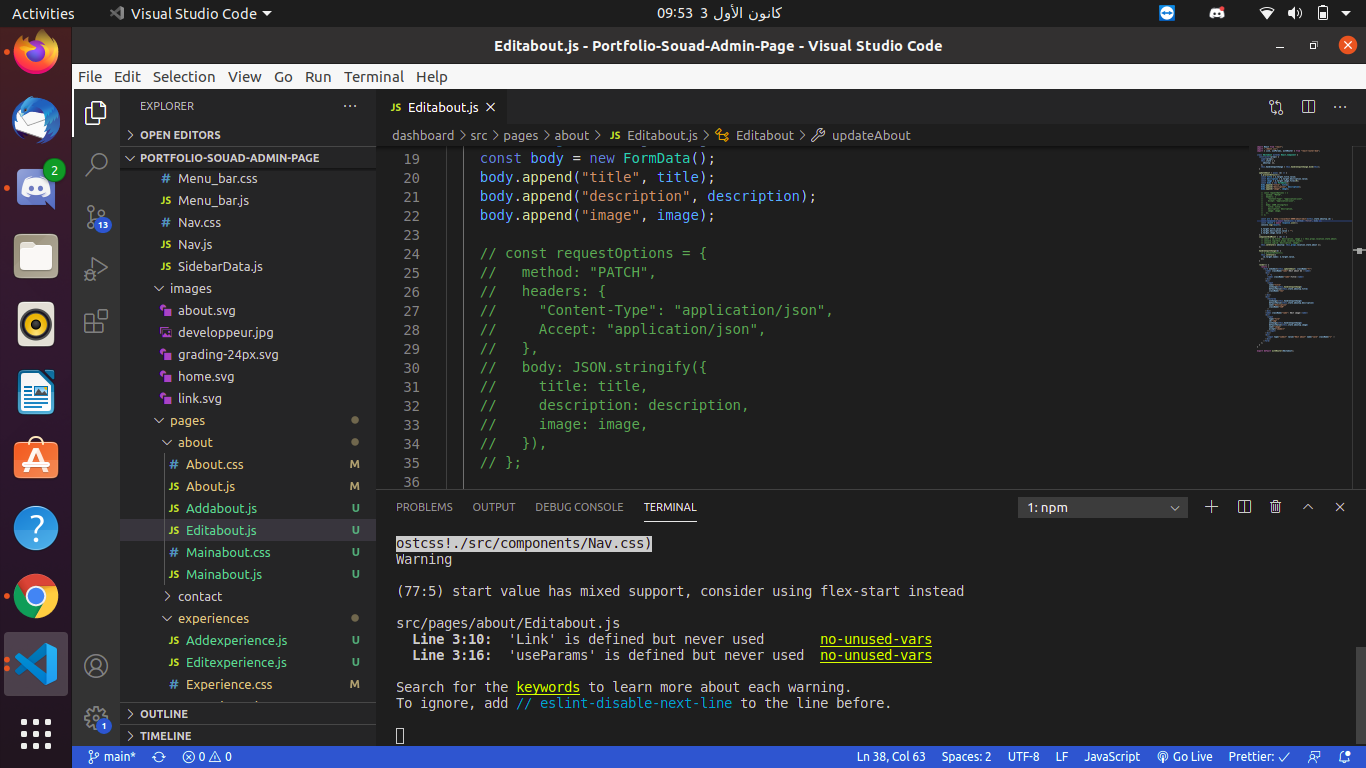 Activities
Visual Studio Code
09:53 3 كانون الأول
Editabout.js - Portfolio-Souad-Admin-Page - Visual Studio Code
File Edit Selection View Go Run Terminal Help
EXPLORER
OPEN EDITORS
PORTFOLIO-SOUAD-ADMIN-PAGE
# Menu_bar.css
JS Menu_bar.js
# Nav.css
JS Nav.js
JS SidebarData.js
images
about.svg
developpeur.jpg
grading-24px.svg
home.svg
link.svg
pages
about
# About.css M
JS About.js M
JS Addabout.js U
JS Editabout.js U
# Mainabout.css U
JS Mainabout.js U
contact
experiences
JS Addexperience.js U
JS Editexperience.js U
# Experience.css M
OUTLINE
TIMELINE
2
13
1
JS Editabout.js
dashboard > src > pages > about > JS Editabout.js > Editabout > updateAbout
19 const body = new FormData();
20 body.append("title", title);
21 body.append("description", description);
22 body.append("image", image);
23
24 // const requestOptions = {
25 //   method: "PATCH",
26 //   headers: {
27 //     "Content-Type": "application/json",
28 //     Accept: "application/json",
29 //   },
30 //   body: JSON.stringify({
31 //     title: title,
32 //     description: description,
33 //     image: image,
34 //   }),
35 // };
36
PROBLEMS OUTPUT DEBUG CONSOLE TERMINAL
1: npm
ostcss!./src/components/Nav.css)
Warning
(77:5) start value has mixed support, consider using flex-start instead
src/pages/about/Editabout.js
Line 3:10: 'Link' is defined but never used no-unused-vars
Line 3:16: 'useParams' is defined but never used no-unused-vars
Search for the keywords to learn more about each warning.
To ignore, add // eslint-disable-next-line to the line before.
main* 0 0 Ln 38, Col 63 Spaces: 2 UTF-8 LF JavaScript Go Live Prettier: ✓